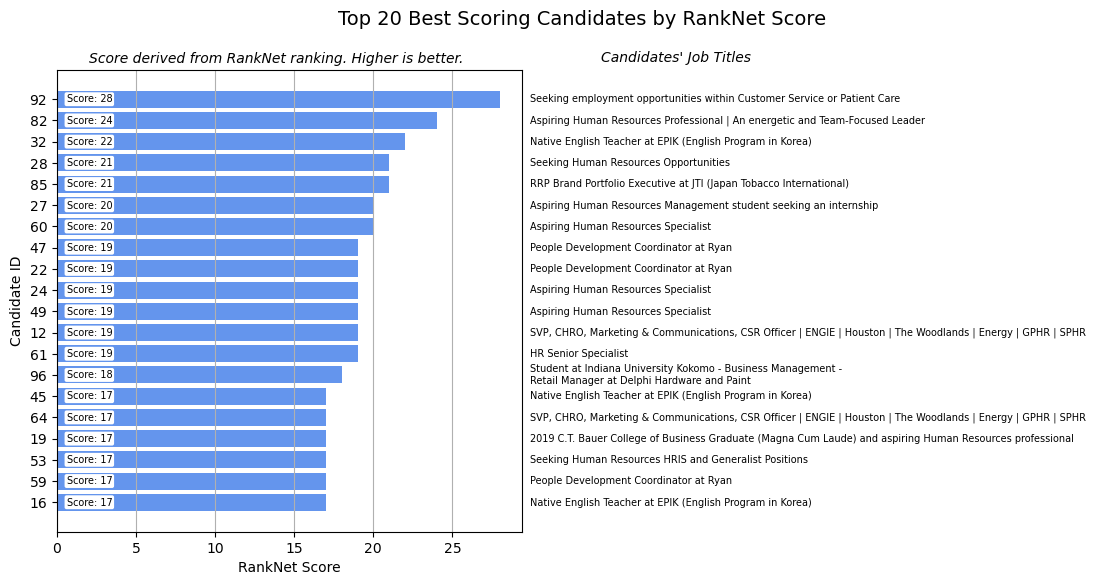 Top 20 Best Scoring Candidates by RankNet Score
Score derived from RankNet ranking. Higher is better.
Candidates' Job Titles
Candidate ID
92 Score: 28 Seeking employment opportunities within Customer Service or Patient Care
82 Score: 24 Aspiring Human Resources Professional | An energetic and Team-Focused Leader
32 Score: 22 Native English Teacher at EPIK (English Program in Korea)
28 Score: 21 Seeking Human Resources Opportunities
85 Score: 21 RRP Brand Portfolio Executive at JTI (Japan Tobacco International)
27 Score: 20 Aspiring Human Resources Management student seeking an internship
60 Score: 20 Aspiring Human Resources Specialist
47 Score: 19 People Development Coordinator at Ryan
22 Score: 19 People Development Coordinator at Ryan
24 Score: 19 Aspiring Human Resources Specialist
49 Score: 19 Aspiring Human Resources Specialist
12 Score: 19 SVP, CHRO, Marketing & Communications, CSR Officer | ENGIE | Houston | The Woodlands | Energy | GPHR | SPHR
61 Score: 19 HR Senior Specialist
96 Score: 18 Student at Indiana University Kokomo - Business Management -
Retail Manager at Delphi Hardware and Paint
45 Score: 17 Native English Teacher at EPIK (English Program in Korea)
64 Score: 17 SVP, CHRO, Marketing & Communications, CSR Officer | ENGIE | Houston | The Woodlands | Energy | GPHR | SPHR
19 Score: 17 2019 C.T. Bauer College of Business Graduate (Magna Cum Laude) and aspiring Human Resources professional
53 Score: 17 Seeking Human Resources HRIS and Generalist Positions
59 Score: 17 People Development Coordinator at Ryan
16 Score: 17 Native English Teacher at EPIK (English Program in Korea)
0 5 10 15 20 25
RankNet Score